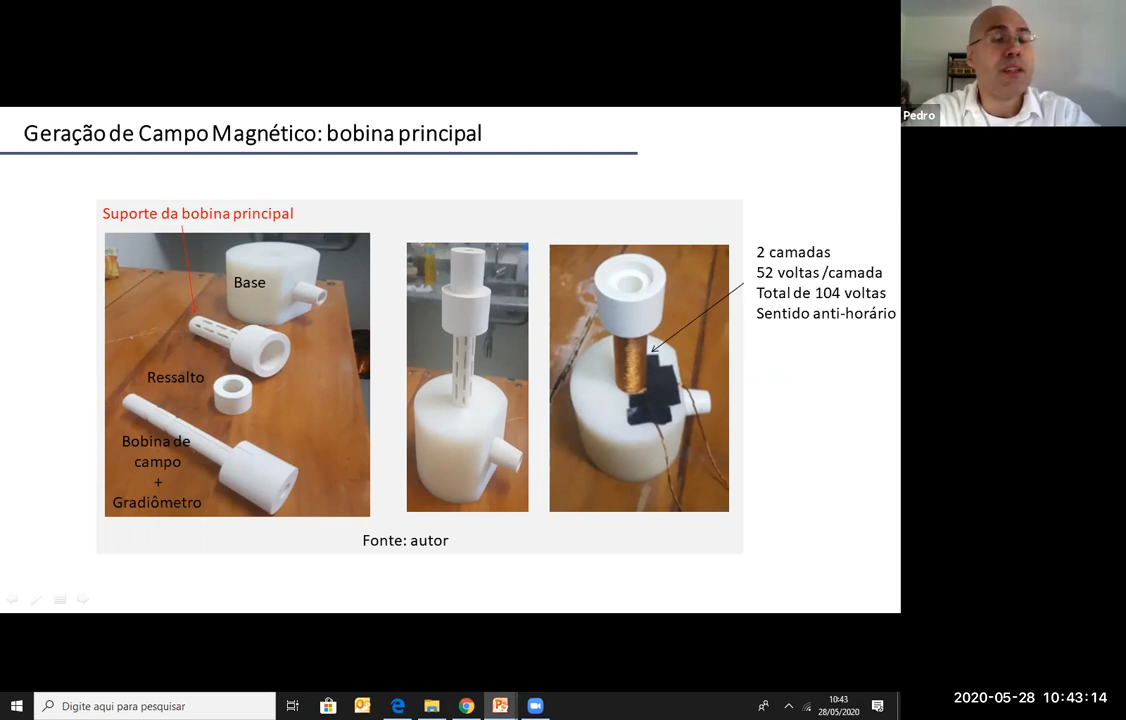 Pedro
Geração de Campo Magnético: bobina principal
Suporte da bobina principal
Base
Ressalto
Bobina de
campo
+
Gradiômetro
2 camadas
52 voltas /camada
Total de 104 voltas
Sentido anti-horário
Fonte: autor
Digite aqui para pesquisar
10:43
28/05/2020
2020-05-28 10:43:14